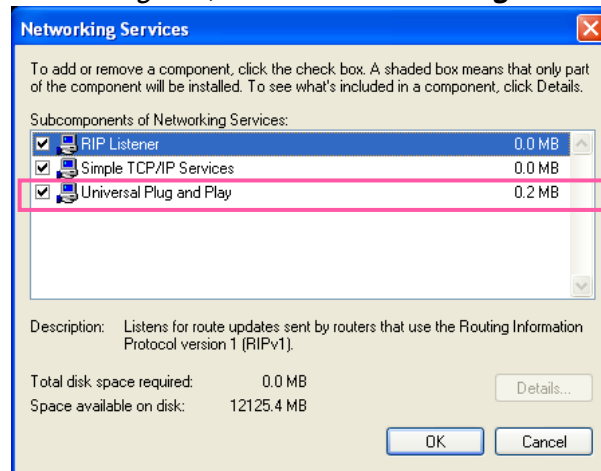 Networking Services
To add or remove a component, click the check box. A shaded box means that only part
of the component will be installed. To see what's included in a component, click Details.
Subcomponents of Networking Services:
RIP Listener 0.0 MB
Simple TCP/IP Services 0.0 MB
Universal Plug and Play 0.2 MB
Description: Listens for route updates sent by routers that use the Routing Information
Protocol version 1 (RIPv1).
Total disk space required: 0.0 MB
Details...
Space available on disk: 12125.4 MB
OK Cancel